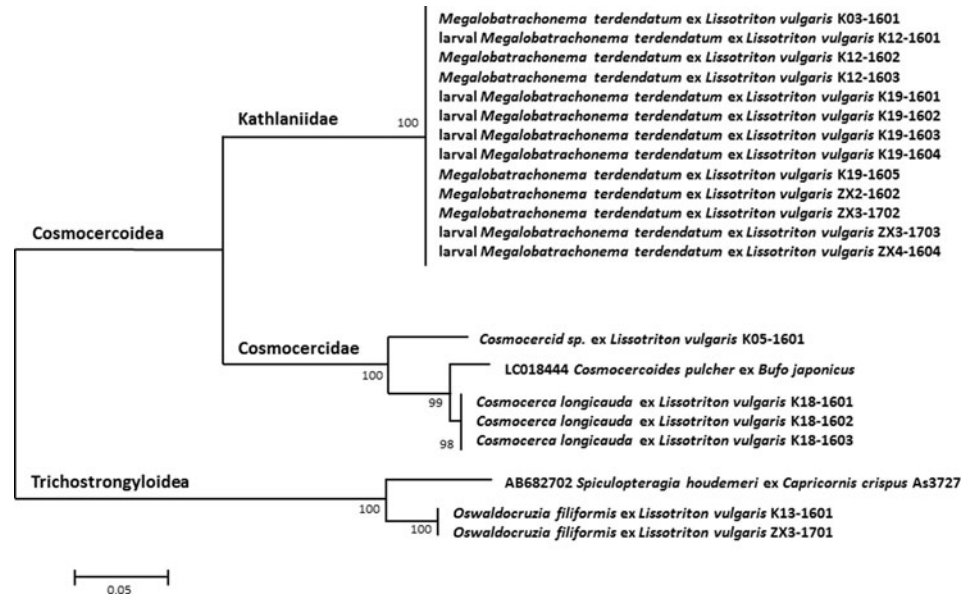 Megalobatrachonema terdendatum ex Lissotriton vulgaris K03-1601
larval Megalobatrachonema terdendatum ex Lissotriton vulgaris K12-1601
Megalobatrachonema terdendatum ex Lissotriton vulgaris K12-1602
Megalobatrachonema terdendatum ex Lissotriton vulgaris K12-1603
larval Megalobatrachonema terdendatum ex Lissotriton vulgaris K19-1601
larval Megalobatrachonema terdendatum ex Lissotriton vulgaris K19-1602
Kathlaniidae
100
larval Megalobatrachonema terdendatum ex Lissotriton vulgaris K19-1603
larval Megalobatrachonema terdendatum ex Lissotriton vulgaris K19-1604
Megalobatrachonema terdendatum ex Lissotriton vulgaris K19-1605
Megalobatrachonema terdendatum ex Lissotriton vulgaris ZX2-1602
Megalobatrachonema terdendatum ex Lissotriton vulgaris ZX3-1702
Cosmocercoidea
larval Megalobatrachonema terdendatum ex Lissotriton vulgaris ZX3-1703
larval Megalobatrachonema terdendatum ex Lissotriton vulgaris ZX4-1604
Cosmocercidae
100
Cosmocercid sp. ex Lissotriton vulgaris K05-1601
LC018444 Cosmocercoides pulcher ex Bufo japonicus
99
Cosmocerca longicauda ex Lissotriton vulgaris K18-1601
Cosmocerca longicauda ex Lissotriton vulgaris K18-1602
98
Cosmocerca longicauda ex Lissotriton vulgaris K18-1603
Trichostrongyloidea
100
AB682702 Spiculopteragia houdemeri ex Capricornis crispus As3727
100
Oswaldocruzia filiformis ex Lissotriton vulgaris K13-1601
Oswaldocruzia filiformis ex Lissotriton vulgaris ZX3-1701
0.05